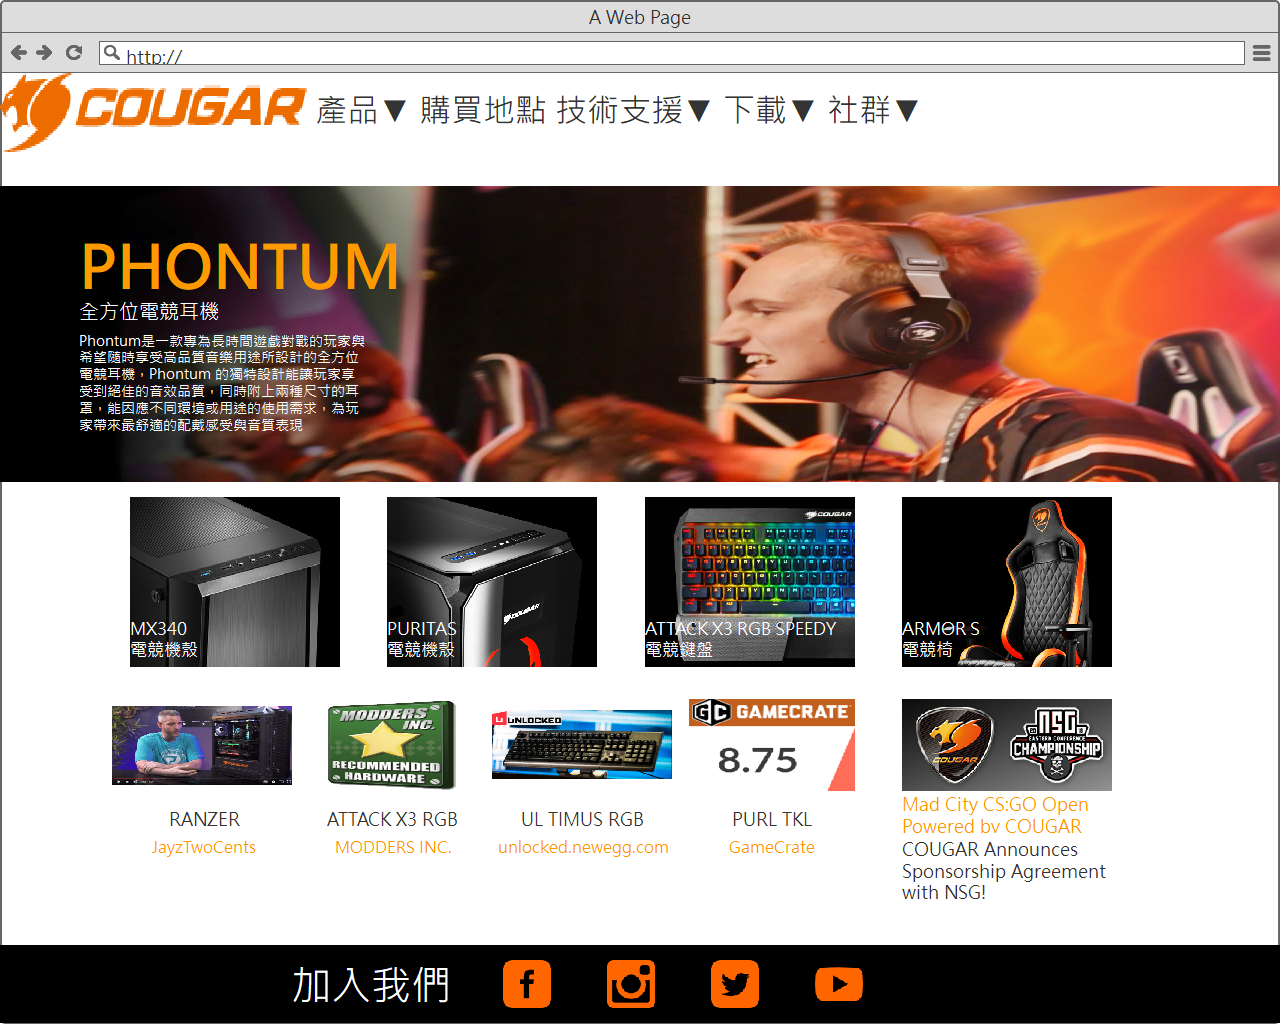 A Web Page
http://
COUGAR 產品▼ 購買地點 技術支援▼ 下載▼ 社群▼
PHONTUM
全方位電競耳機
Phontum是一款專為長時間遊戲對戰的玩家與
希望隨時享受高品質音樂用途所設計的全方位
電競耳機，Phontum 的獨特設計能讓玩家享
受到絕佳的音效品質，同時附上兩種尺寸的耳
罩，能因應不同環境或用途的使用需求，為玩
家帶來最舒適的配戴感受與音質表現
MX340
電競機殼
COUGAR
PURITAS
電競機殼
COUGAR
ATTACK X3 RGB SPEEDY
電競鍵盤
ARMOR S
電競椅
RANZER
JayzTwoCents
MODDERS
INC.
RECOMMENDED
HARDWARE
ATTACK X3 RGB
MODDERS INC.
UNLOCKED
UL TIMUS RGB
unlocked.newegg.com
GC GAMECRATE
8.75
PURL TKL
GameCrate
COUGAR
NSG
EASTERN CONFERENCE
CHAMPIONSHIP
Mad City CS:GO Open
Powered by COUGAR
COUGAR Announces
Sponsorship Agreement
with NSG!
加入我們